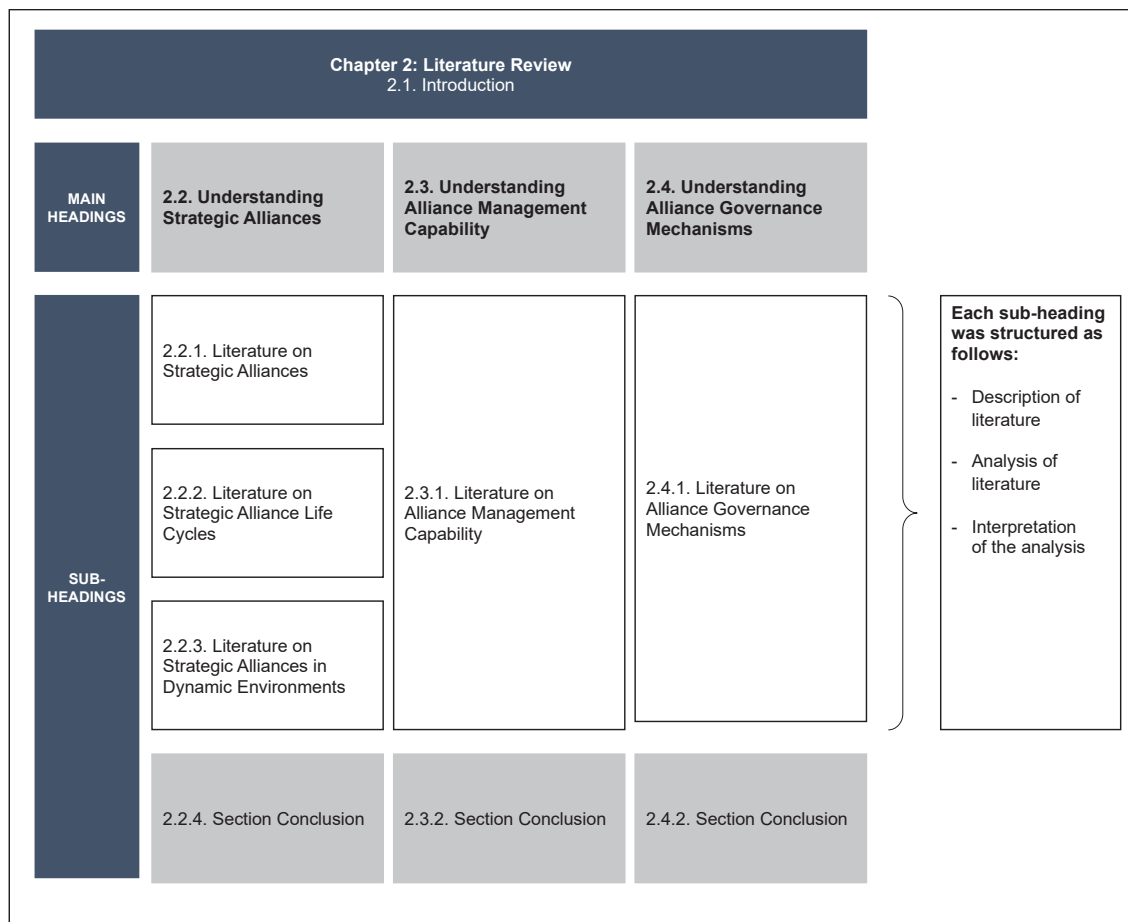 Chapter 2: Literature Review
2.1. Introduction
MAIN
HEADINGS
2.2. Understanding
Strategic Alliances
2.3. Understanding
Alliance Management
Capability
2.4. Understanding
Alliance Governance
Mechanisms
SUB-
HEADINGS
2.2.1. Literature on
Strategic Alliances
2.2.2. Literature on
Strategic Alliance Life
Cycles
2.2.3. Literature on
Strategic Alliances in
Dynamic Environments
2.3.1. Literature on
Alliance Management
Capability
2.4.1. Literature on
Alliance Governance
Mechanisms
Each sub-heading
was structured as
follows:
- Description of
literature
- Analysis of
literature
- Interpretation
of the analysis
2.2.4. Section Conclusion
2.3.2. Section Conclusion
2.4.2. Section Conclusion